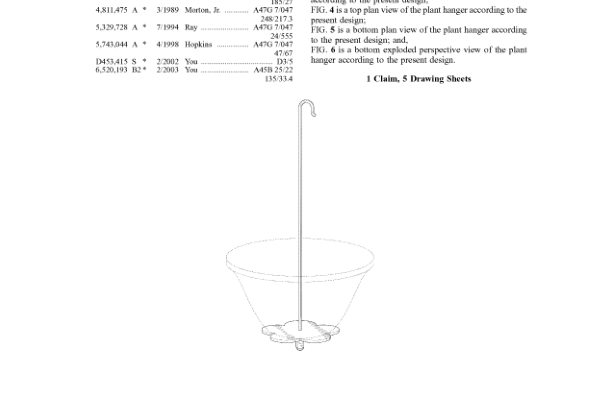 185/27
4,811,475 A * 3/1989 Morton, Jr. ............ A47G 7/047
248/217.3
5,329,728 A * 7/1994 Ray ..................... A47G 7/047
24/555
5,743,044 A * 4/1998 Hopkins ................ A47G 7/047
47/67
D453,415 S * 2/2002 You ................................. D3/5
6,520,193 B2 * 2/2003 You ..................... A45B 25/22
135/33.4
according to the present design;
FIG. 4 is a top plan view of the plant hanger according to the
present design;
FIG. 5 is a bottom plan view of the plant hanger according
to the present design; and,
FIG. 6 is a bottom exploded perspective view of the plant
hanger according to the present design.
1 Claim, 5 Drawing Sheets